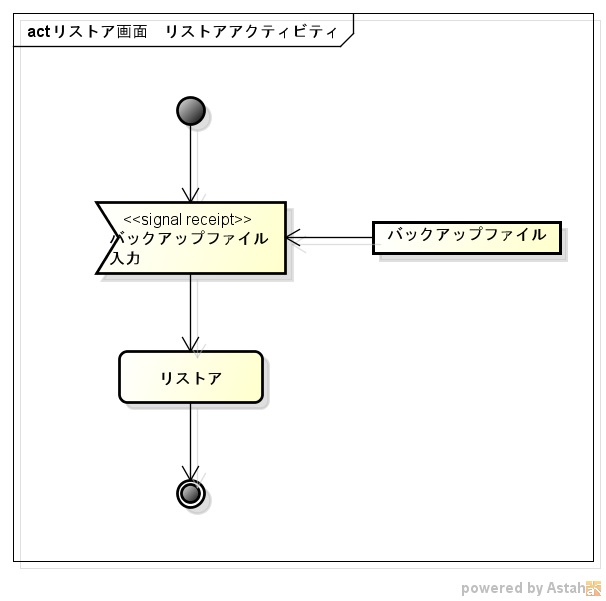 act リストア画面　リストアアクティビティ
<<signal receipt>>
バックアップファイル
入力
バックアップファイル
リストア
powered by Astah